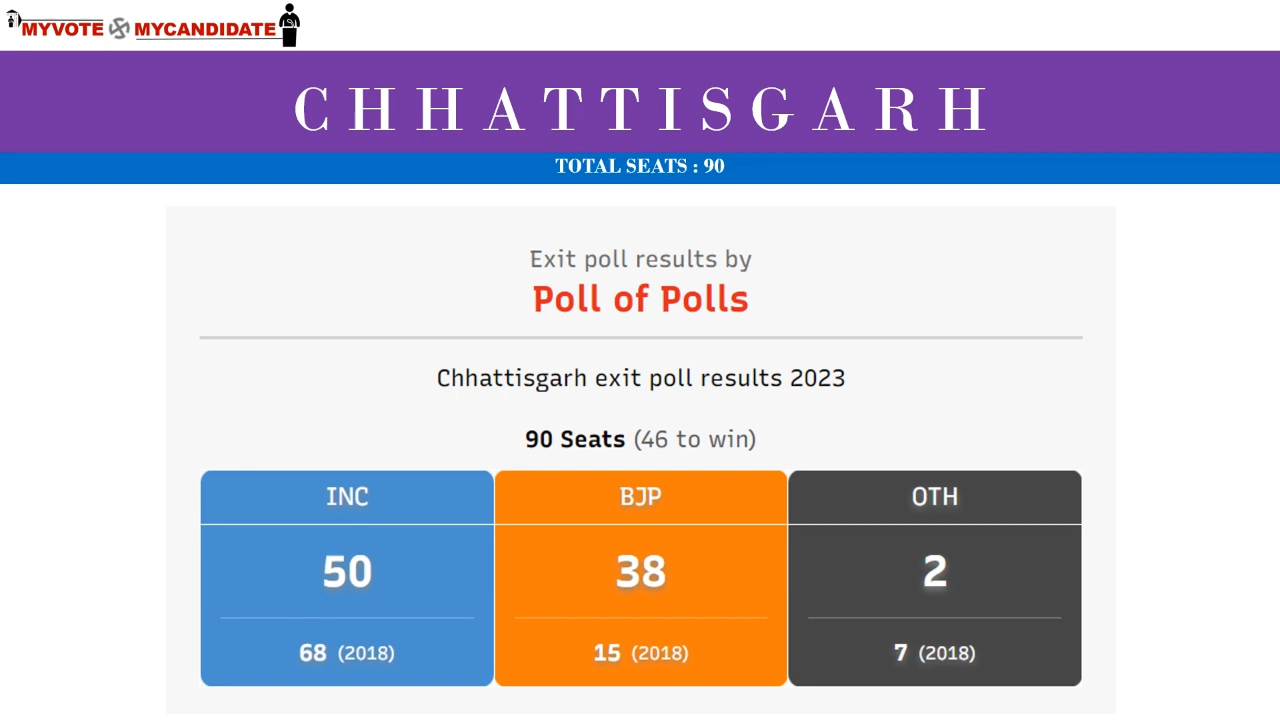 MYVOTE MYCANDIDATE
CHHATTISGARH
TOTAL SEATS : 90
Exit poll results by
Poll of Polls
Chhattisgarh exit poll results 2023
90 Seats (46 to win)
INC BJP OTH
50 38 2
68 (2018) 15 (2018) 7 (2018)